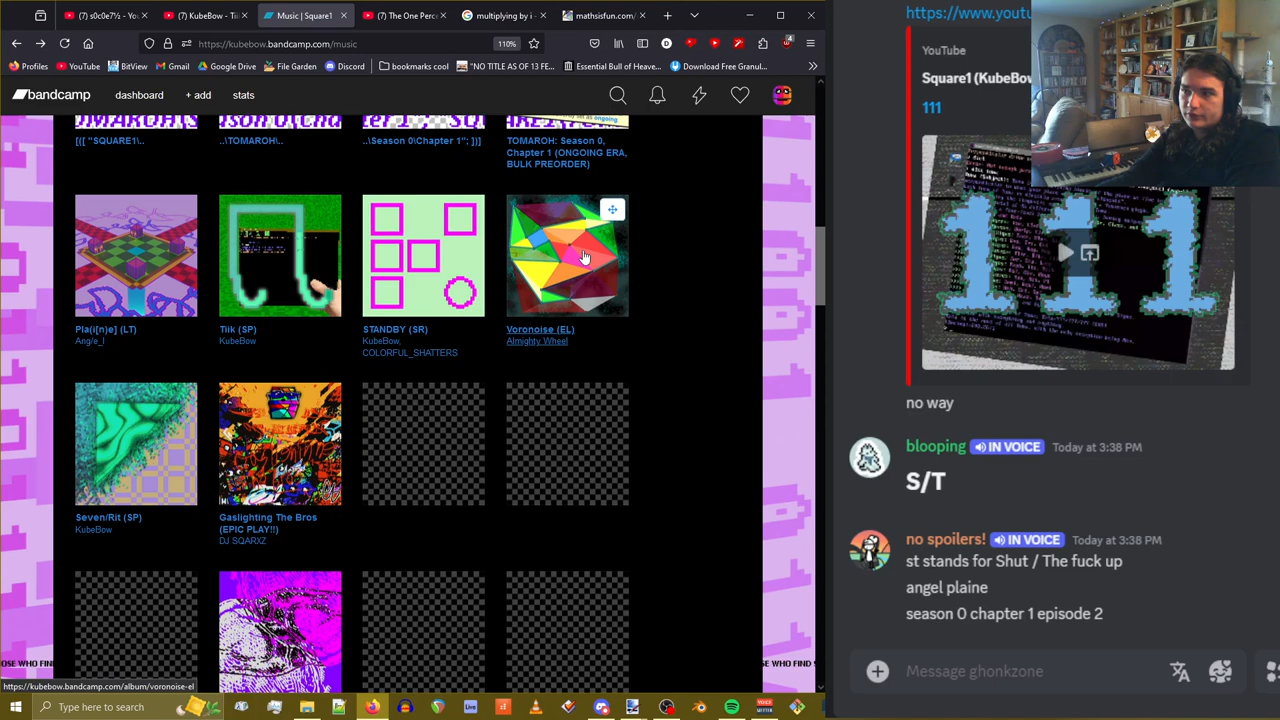 (7) s0c0e7½ - Yo
(7) KubeBow - Tiik
Music | Square1
(7) The One Perce
multiplying by i -
mathsisfun.com/
kubebow.bandcamp.com/music
110%
4
Profiles
YouTube
BitView
Gmail
Google Drive
File Garden
Discord
bookmarks cool
"NO TITLE AS OF 13 FE...
Essential Bull of Heave...
Download Free Granul...
bandcamp
dashboard
+ add
stats
[([ "SQUARE1\..
..\TOMAROH\..
..\Season 0\Chapter 1"; ])]
TOMAROH: Season 0,
Chapter 1 (ONGOING ERA,
BULK PREORDER)
Pla(i[n)e] (LT)
Ang/e_l
Tiik (SP)
KubeBow
STANDBY (SR)
KubeBow,
COLORFUL_SHATTERS
Voronoise (EL)
Almighty Wheel
Seven/Rit (SP)
KubeBow
Gaslighting The Bros
(EPIC PLAY!!)
DJ SQARXZ
https://kubebow.bandcamp.com/album/voronoise-el
Type here to search
Live
https://www.youtu
YouTube
Square1 (KubeBow
111
111
no way
blooping
IN VOICE
Today at 3:38 PM
S/T
no spoilers!
IN VOICE
Today at 3:38 PM
st stands for Shut / The fuck up
angel plaine
season 0 chapter 1 episode 2
Message ghonkzone